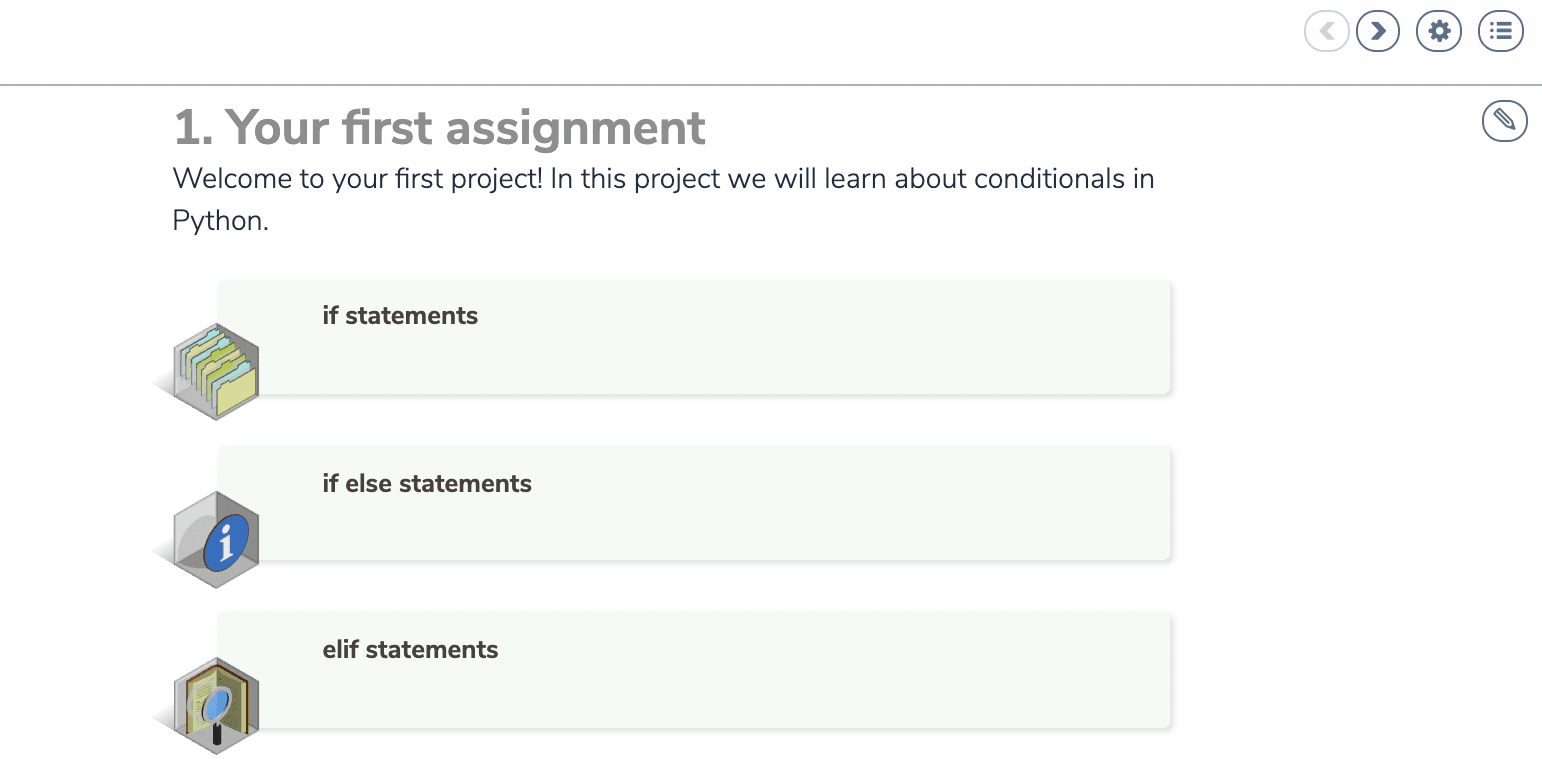 1. Your first assignment
Welcome to your first project! In this project we will learn about conditionals in
Python.
if statements
if else statements
elif statements